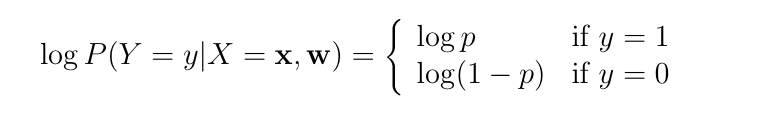 log P(Y = y|X = x, w) = { log p if y = 1
log(1 − p) if y = 0